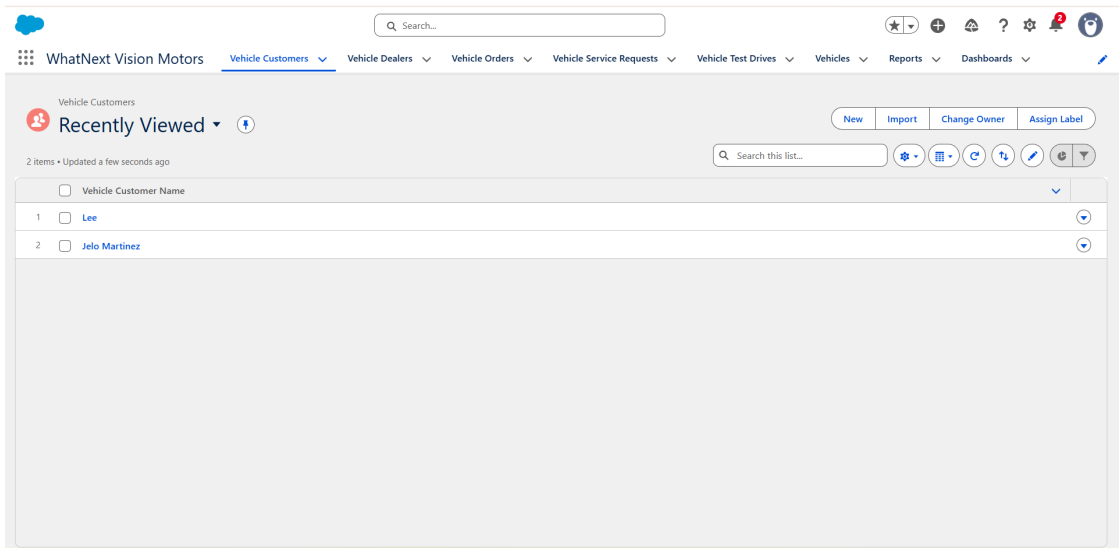 Search...
2
WhatNext Vision Motors Vehicle Customers Vehicle Dealers Vehicle Orders Vehicle Service Requests Vehicle Test Drives Vehicles Reports Dashboards
Vehicle Customers
Recently Viewed
New Import Change Owner Assign Label
2 items • Updated a few seconds ago
Search this list...
Vehicle Customer Name
1 Lee
2 Jelo Martinez